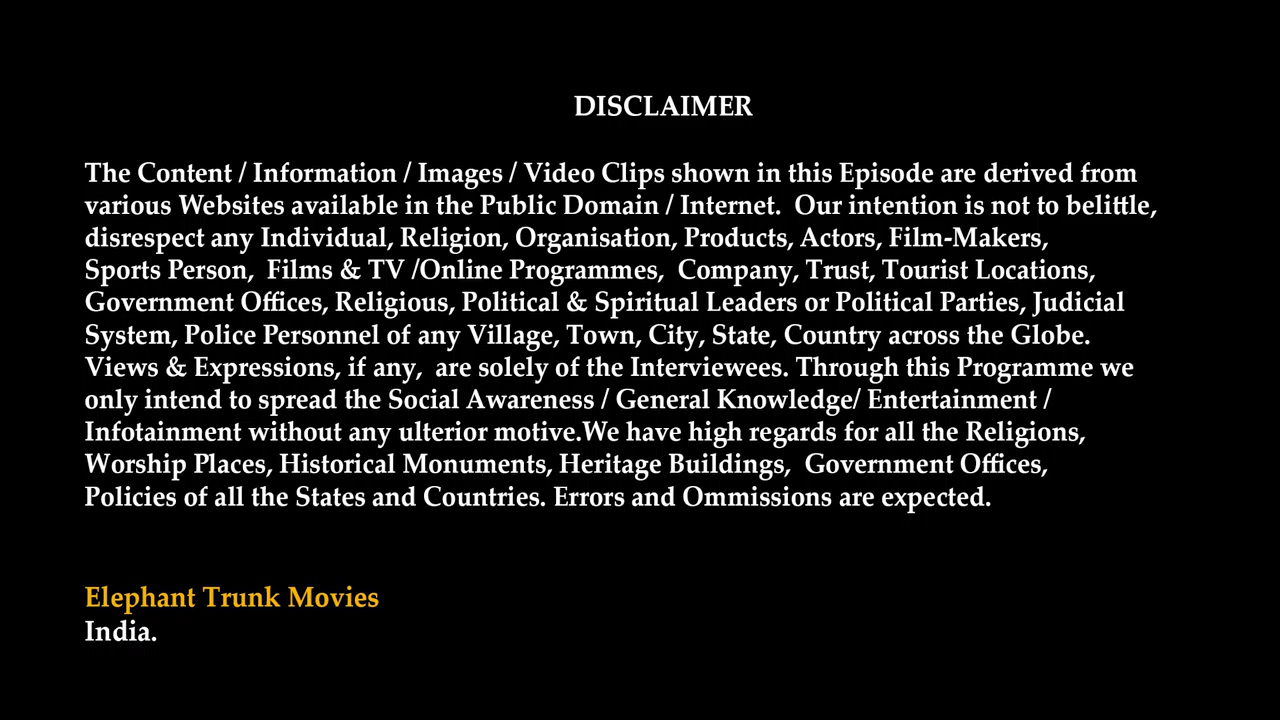 DISCLAIMER
The Content / Information / Images / Video Clips shown in this Episode are derived from
various Websites available in the Public Domain / Internet.  Our intention is not to belittle,
disrespect any Individual, Religion, Organisation, Products, Actors, Film-Makers,
Sports Person,  Films & TV /Online Programmes,  Company, Trust, Tourist Locations,
Government Offices, Religious, Political & Spiritual Leaders or Political Parties, Judicial
System, Police Personnel of any Village, Town, City, State, Country across the Globe.
Views & Expressions, if any,  are solely of the Interviewees. Through this Programme we
only intend to spread the Social Awareness / General Knowledge/ Entertainment /
Infotainment without any ulterior motive.We have high regards for all the Religions,
Worship Places, Historical Monuments, Heritage Buildings,  Government Offices,
Policies of all the States and Countries. Errors and Ommissions are expected.
Elephant Trunk Movies
India.